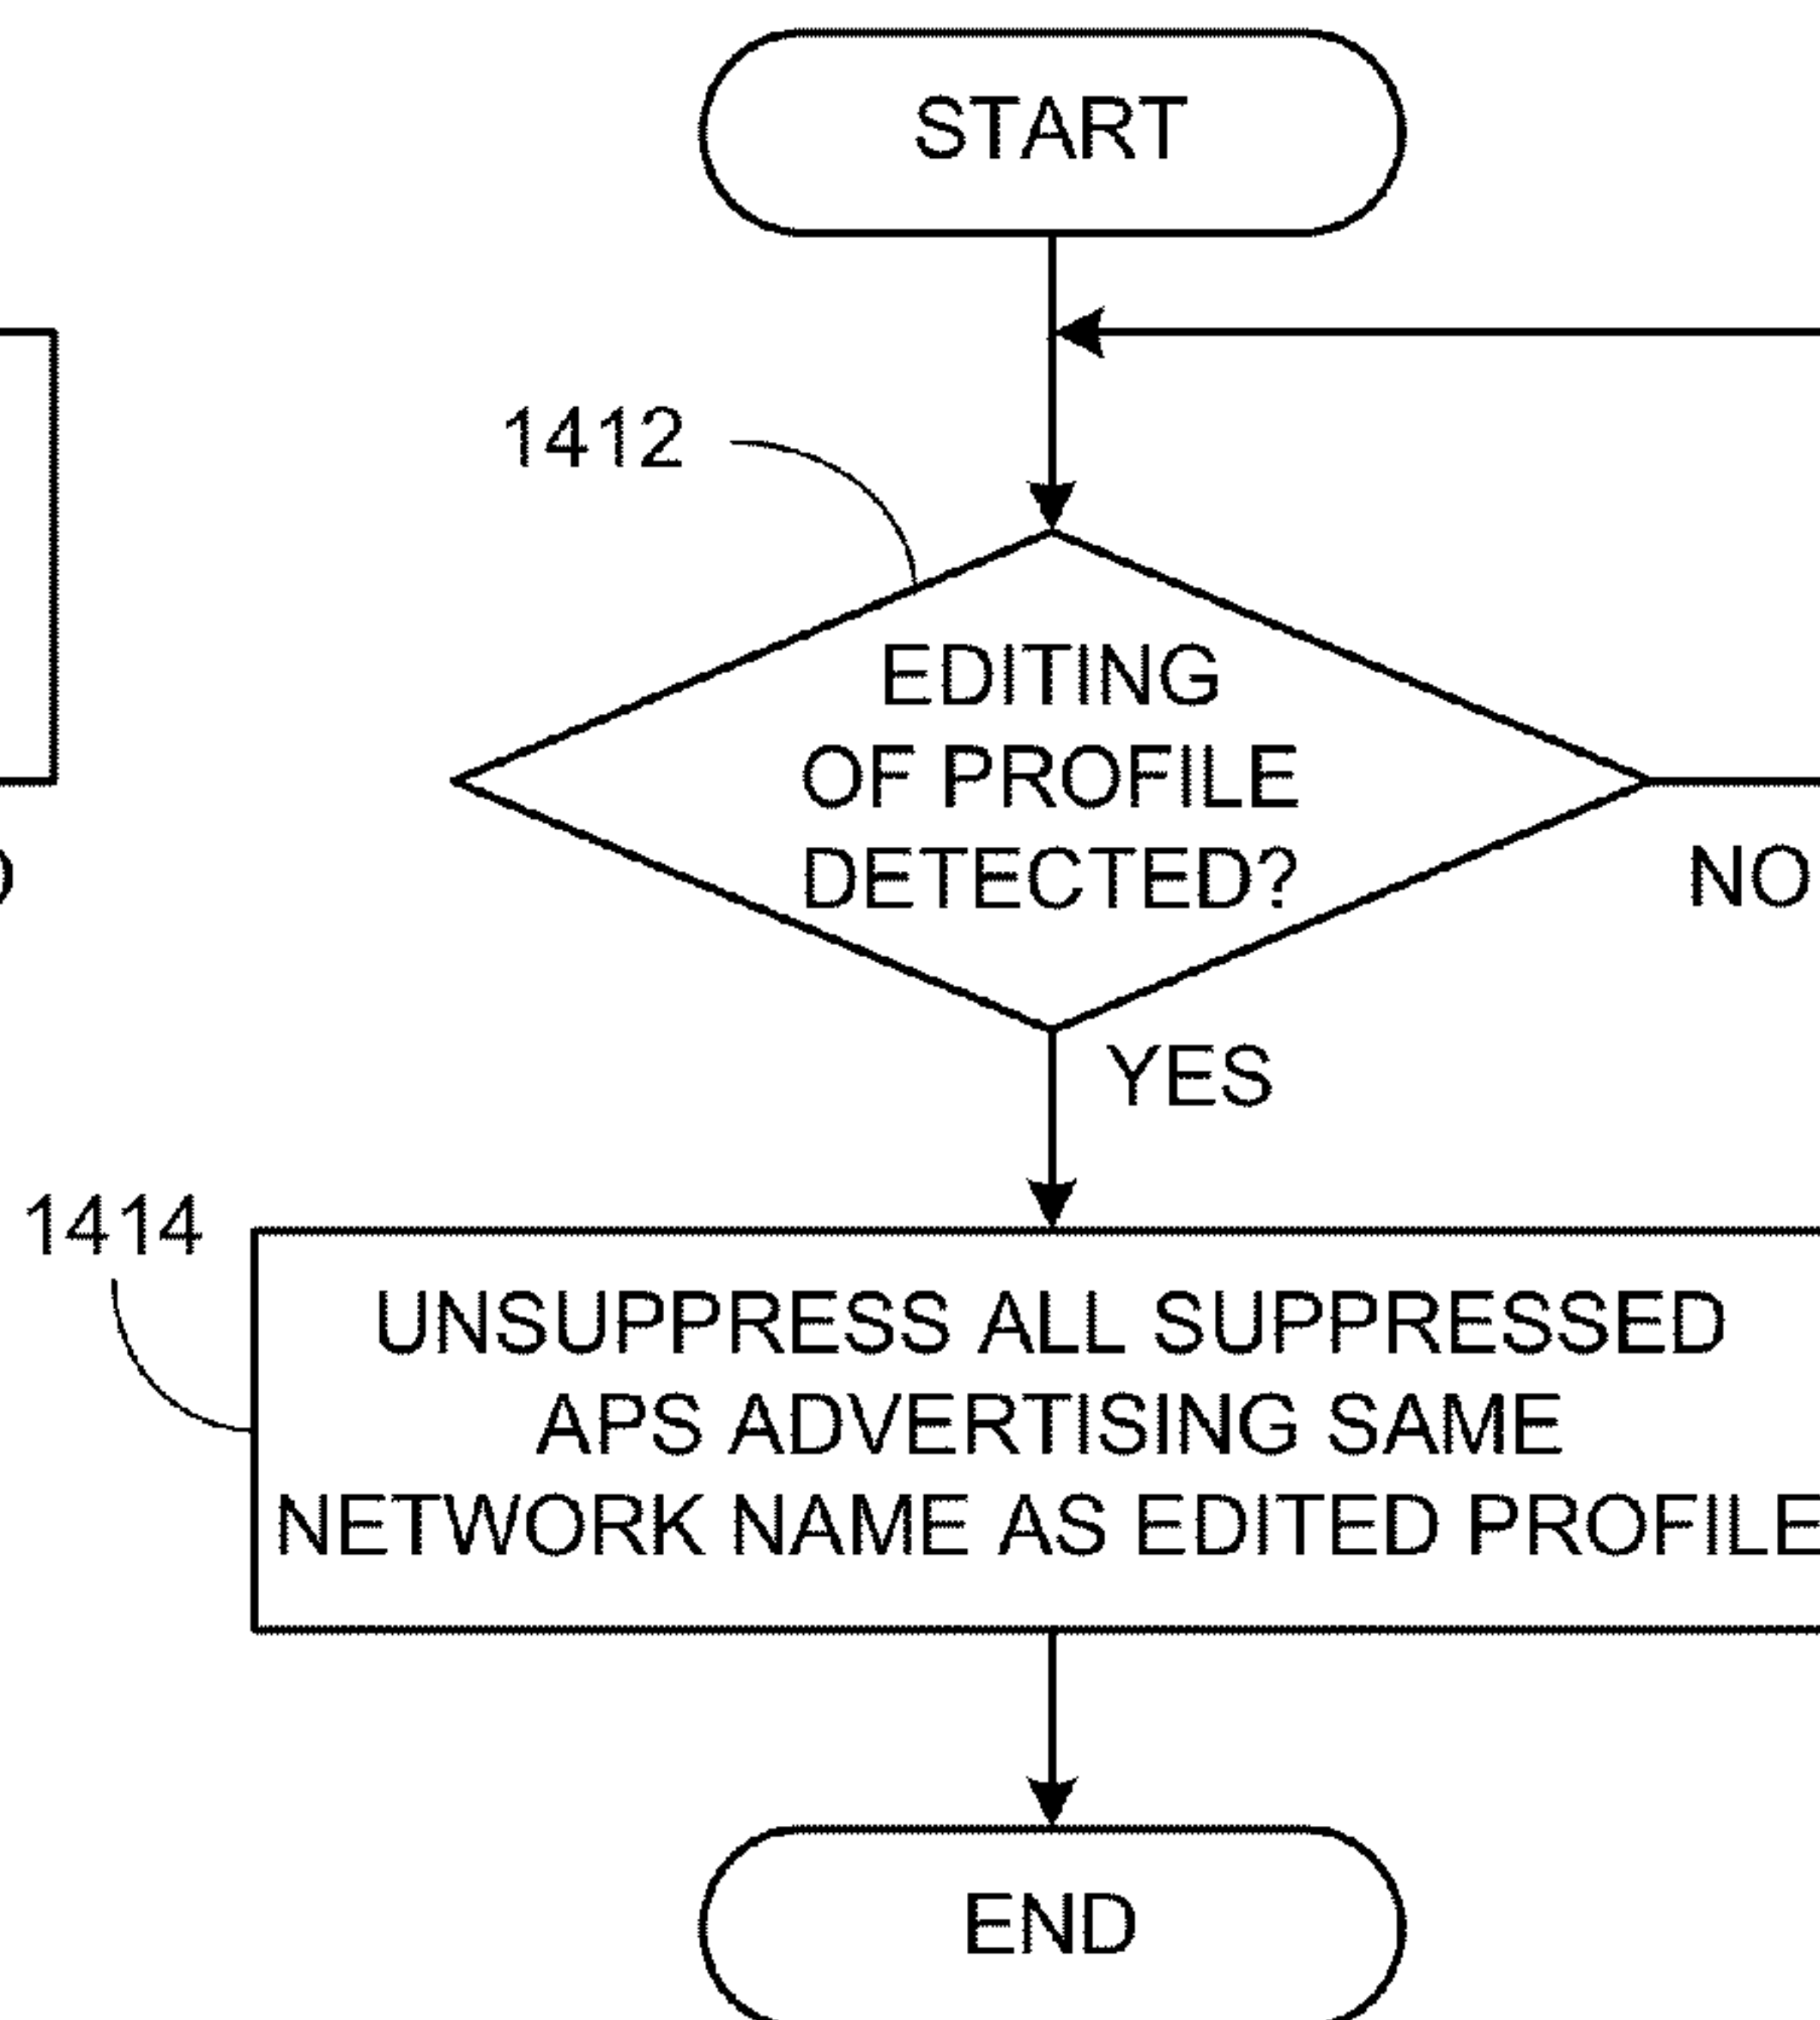 START
1412
EDITING
OF PROFILE
DETECTED?
NO
YES
1414
UNSUPPRESS ALL SUPPRESSED
APS ADVERTISING SAME
NETWORK NAME AS EDITED PROFILE
END